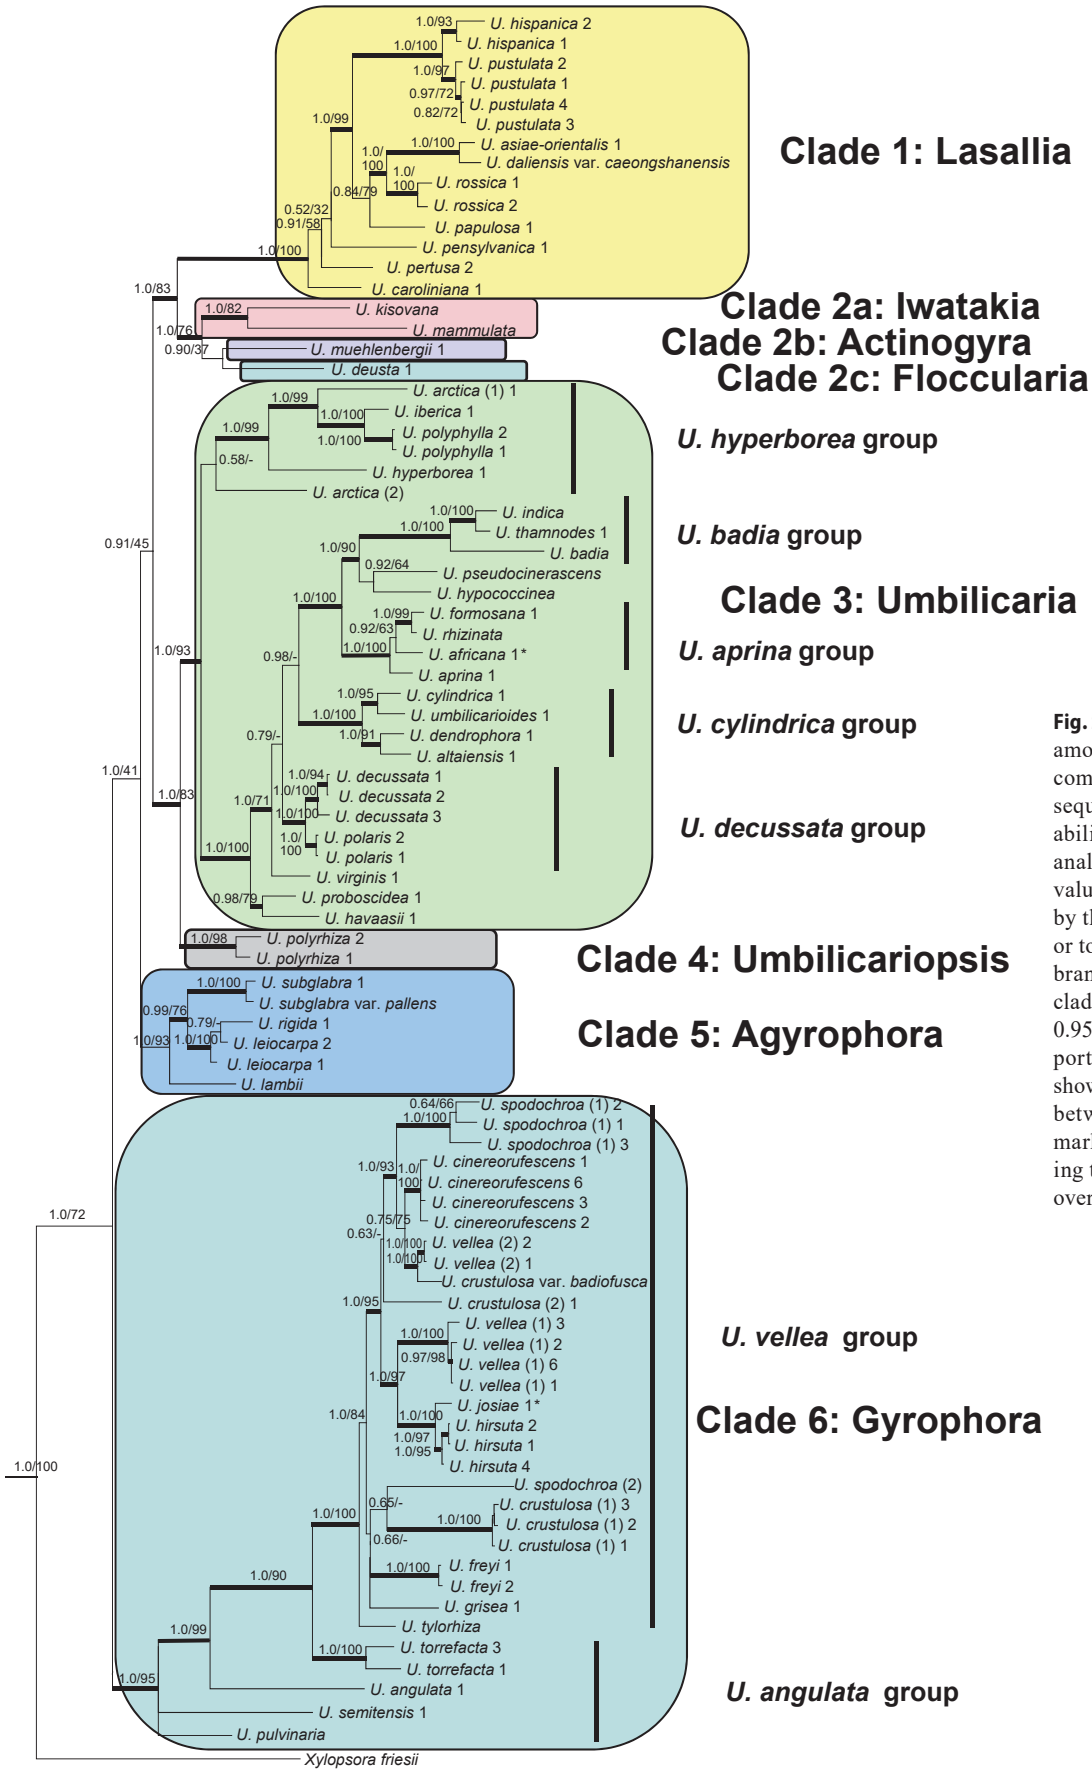 1.0/93
U. hispanica 2
1.0/100
U. hispanica 1
U. pustulata 2
1.0/97
U. pustulata 1
0.97/72
U. pustulata 4
0.82/72
U. pustulata 3
1.0/99
1.0/100
U. asiae-orientalis 1
Clade 1: Lasallia
1.0/
100
U. daliensis var. caeongshanensis
1.0/
100
U. rossica 1
0.84/79
U. rossica 2
0.52/32
0.91/58
U. papulosa 1
U. pensylvanica 1
1.0/100
U. pertusa 2
1.0/83
U. caroliniana 1
1.0/82
U. kisovana
Clade 2a: Iwatakia
1.0/76
U. mammulata
0.90/37
U. muehlenbergii 1
Clade 2b: Actinogyra
U. deusta 1
Clade 2c: Floccularia
1.0/99
U. arctica (1) 1
U. iberica 1
1.0/100
1.0/99
U. polyphylla 2
U. hyperborea group
1.0/100
U. polyphylla 1
0.58/-
U. hyperborea 1
U. arctica (2)
1.0/100
U. indica
1.0/100
U. thamnodes 1
U. badia group
0.91/45
1.0/90
U. badia
0.92/64
U. pseudocinerascens
1.0/100
U. hypococcinea
Clade 3: Umbilicaria
1.0/99
U. formosana 1
0.92/63
U. rhizinata
1.0/93
1.0/100
U. africana 1*
U. aprina group
0.98/-
U. aprina 1
1.0/95
U. cylindrica 1
1.0/100
U. umbilicarioides 1
U. cylindrica group
0.79/-
1.0/91
U. dendrophora 1
U. altaiensis 1
1.0/41
1.0/94
U. decussata 1
1.0/83
1.0/71
1.0/100
U. decussata 2
U. decussata 3
1.0/100
U. decussata group
1.0/
100
U. polaris 2
1.0/100
U. polaris 1
U. virginis 1
0.98/79
U. proboscidea 1
U. havaasii 1
1.0/98
U. polyrhiza 2
U. polyrhiza 1
Clade 4: Umbilicariopsis
1.0/100
U. subglabra 1
0.99/76
U. subglabra var. pallens
0.79/-
U. rigida 1
1.0/93
1.0/100
U. leiocarpa 2
Clade 5: Agyrophora
U. leiocarpa 1
U. lambii
0.64/66
U. spodochroa (1) 2
1.0/100
U. spodochroa (1) 1
U. spodochroa (1) 3
1.0/93
1.0/
100
U. cinereorufescens 1
U. cinereorufescens 6
U. cinereorufescens 3
1.0/72
0.75/75
U. cinereorufescens 2
0.63/-
1.0/100
U. vellea (2) 2
1.0/100
U. vellea (2) 1
U. crustulosa var. badiofusca
1.0/95
U. crustulosa (2) 1
U. vellea (1) 3
1.0/100
U. vellea (1) 2
U. vellea group
0.97/98
U. vellea (1) 6
1.0/97
U. vellea (1) 1
U. josiae 1*
1.0/84
1.0/100
U. hirsuta 2
Clade 6: Gyrophora
1.0/97
U. hirsuta 1
1.0/95
U. hirsuta 4
1.0/100
U. spodochroa (2)
0.65/-
U. crustulosa (1) 3
1.0/100
1.0/100
U. crustulosa (1) 2
0.66/-
U. crustulosa (1) 1
1.0/100
U. freyi 1
1.0/90
U. freyi 2
U. grisea 1
U. tylorhiza
1.0/99
1.0/100
U. torrefacta 3
U. torrefacta 1
1.0/95
U. angulata 1
U. angulata group
U. semitensis 1
U. pulvinaria
Xylopsora friesii
Fig.
amo
com
sequ
abili
anal
valu
by th
or to
bran
clad
0.95
port
show
betw
mark
ing t
over